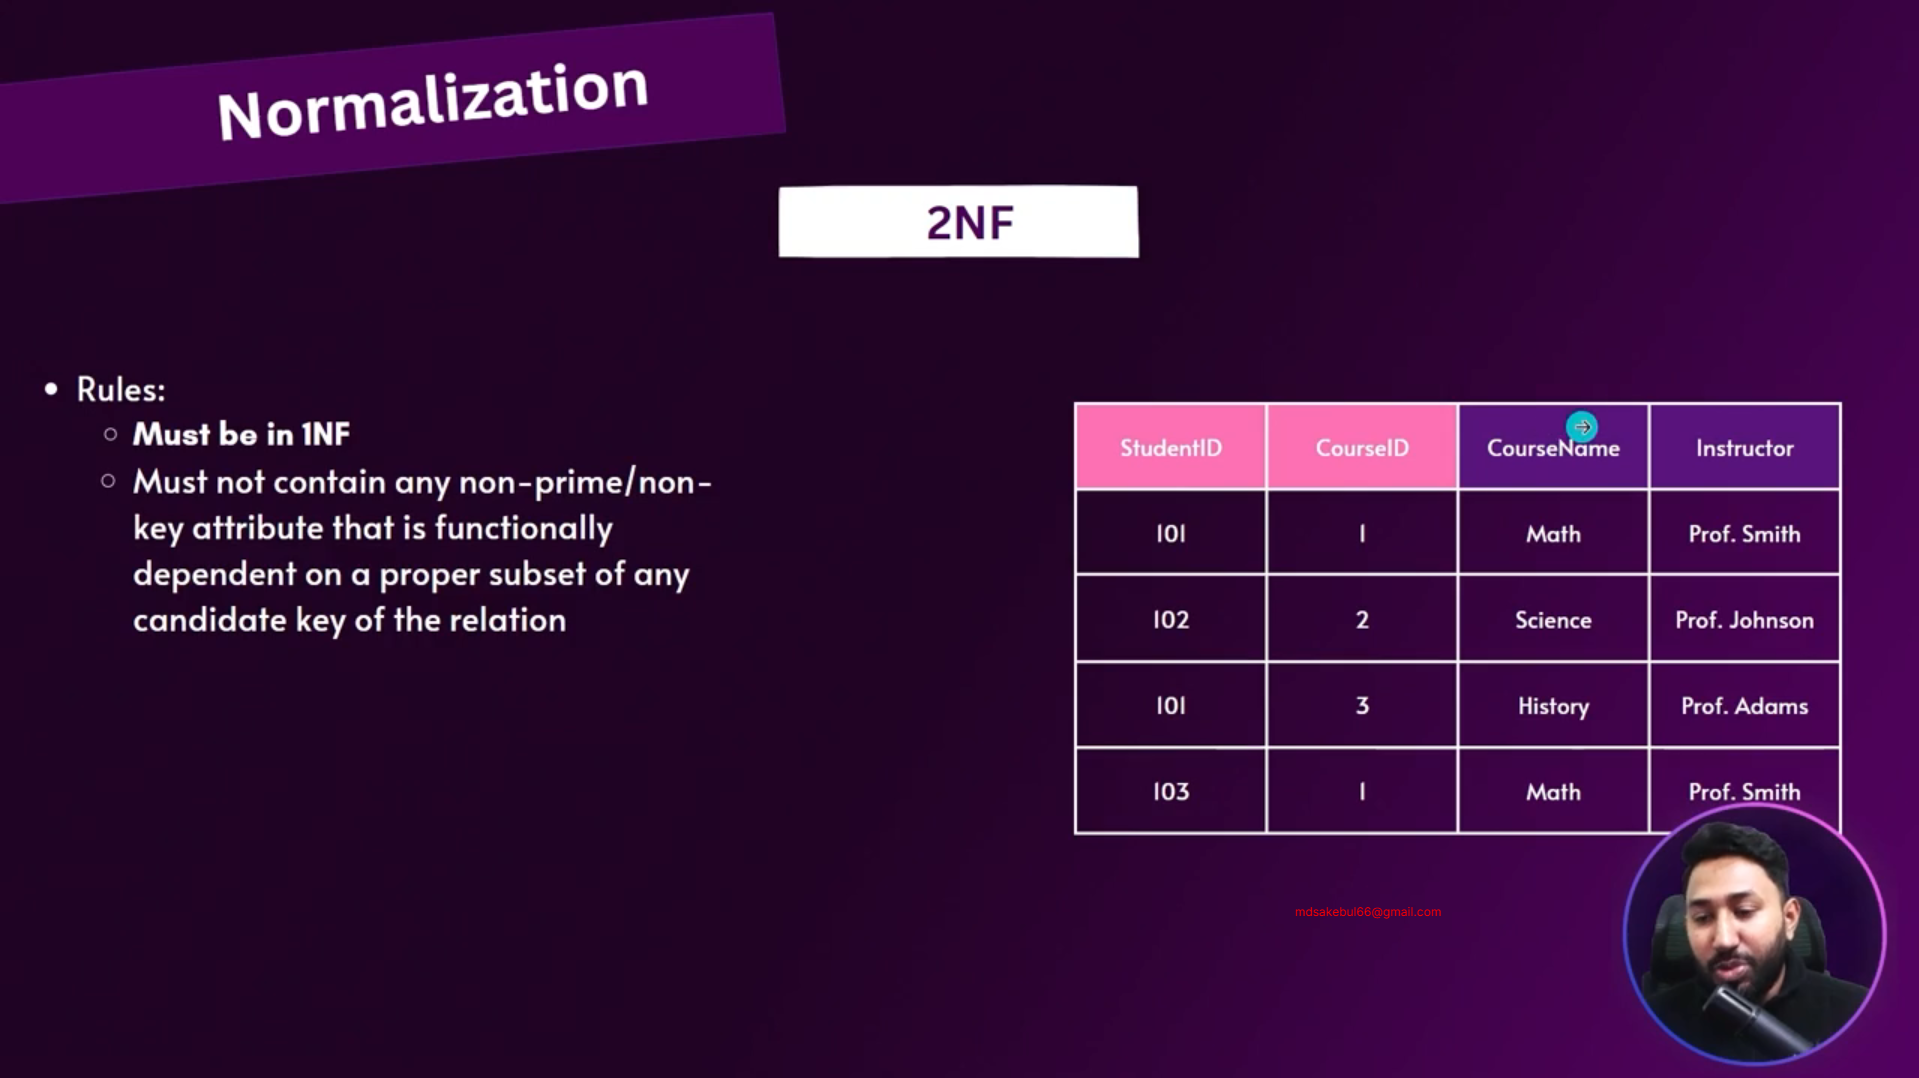 Normalization
2NF
Rules:
Must be in 1NF
Must not contain any non-prime/non-
key attribute that is functionally
dependent on a proper subset of any
candidate key of the relation
StudentID CourseID CourseName Instructor
101 1 Math Prof. Smith
102 2 Science Prof. Johnson
101 3 History Prof. Adams
103 1 Math Prof. Smith
mdsakebul66@gmail.com